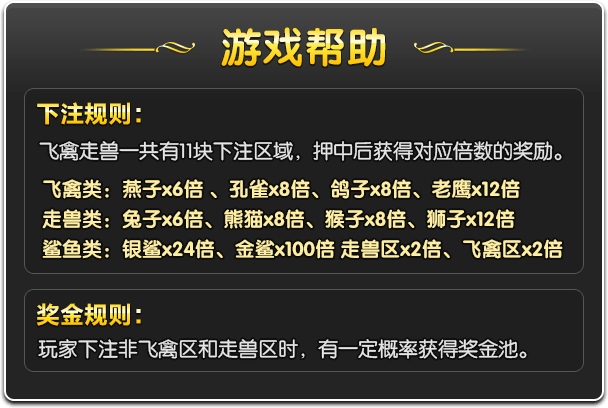 游戏帮助
下注规则：
飞禽走兽一共有11块下注区域，押中后获得对应倍数的奖励。
飞禽类：燕子x6倍 、孔雀x8倍、鸽子x8倍、老鹰x12倍
走兽类：兔子x6倍、熊猫x8倍、猴子x8倍、狮子x12倍
鲨鱼类：银鲨x24倍、金鲨x100倍 走兽区x2倍、飞禽区x2倍
奖金规则：
玩家下注非飞禽区和走兽区时，有一定概率获得奖金池。